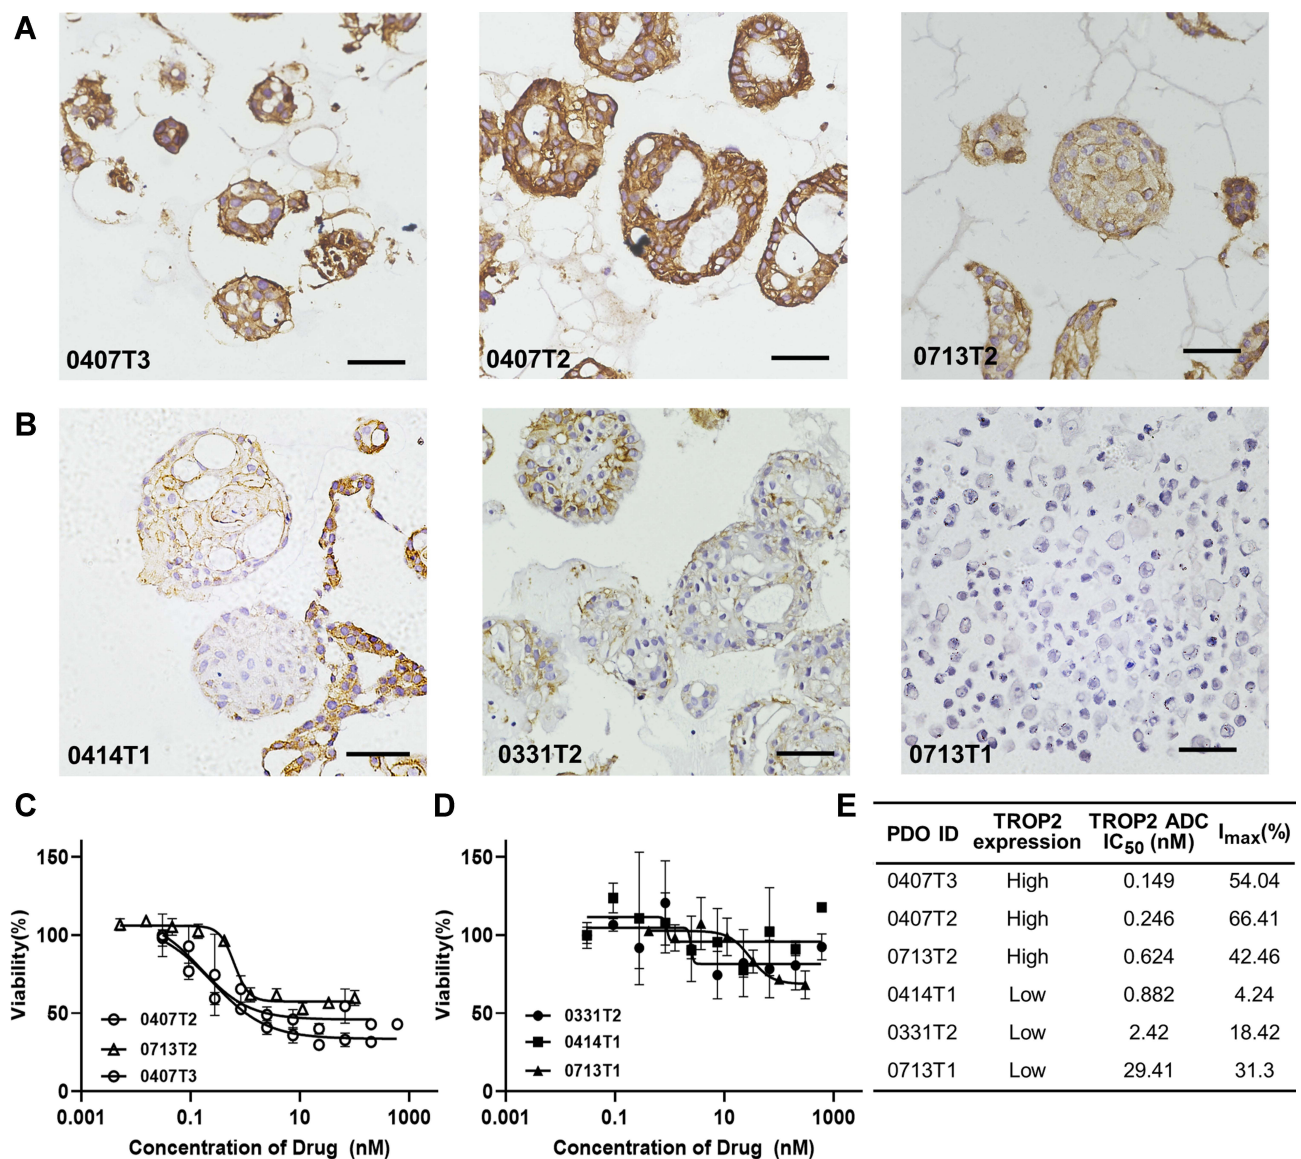 A
0407T3
0407T2
0713T2
B
0414T1
0331T2
0713T1
C
Viability(%)
150
100
50
0
0407T2
0713T2
0407T3
0.001
0.1
10
1000
Concentration of Drug (nM)
D
Viability(%)
150
100
50
0
0331T2
0414T1
0713T1
0.001
0.1
10
1000
Concentration of Drug (nM)
E
PDO ID TROP2 expression TROP2 ADC IC50 (nM) Imax(%)
0407T3 High 0.149 54.04
0407T2 High 0.246 66.41
0713T2 High 0.624 42.46
0414T1 Low 0.882 4.24
0331T2 Low 2.42 18.42
0713T1 Low 29.41 31.3